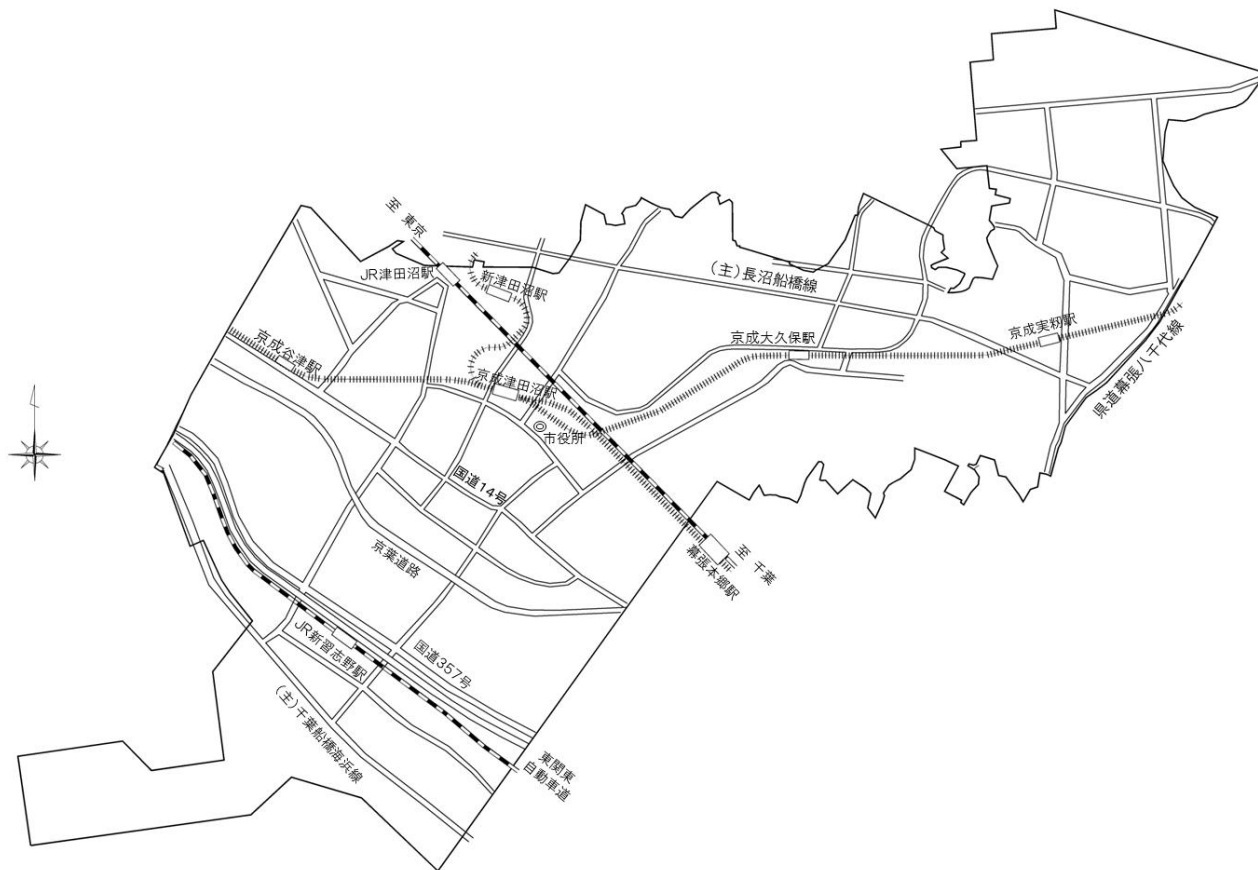 至 東京
JR津田沼駅
新津田沼駅
(主)長沼船橋線
京成谷津駅
京成大久保駅
京成実籾駅
県道幕張八千代線
京成津田沼駅
市役所
国道14号
京葉道路
至 千葉
幕張本郷駅
JR新習志野駅
国道357号
(主)千葉船橋海浜線
東関東
自動車道